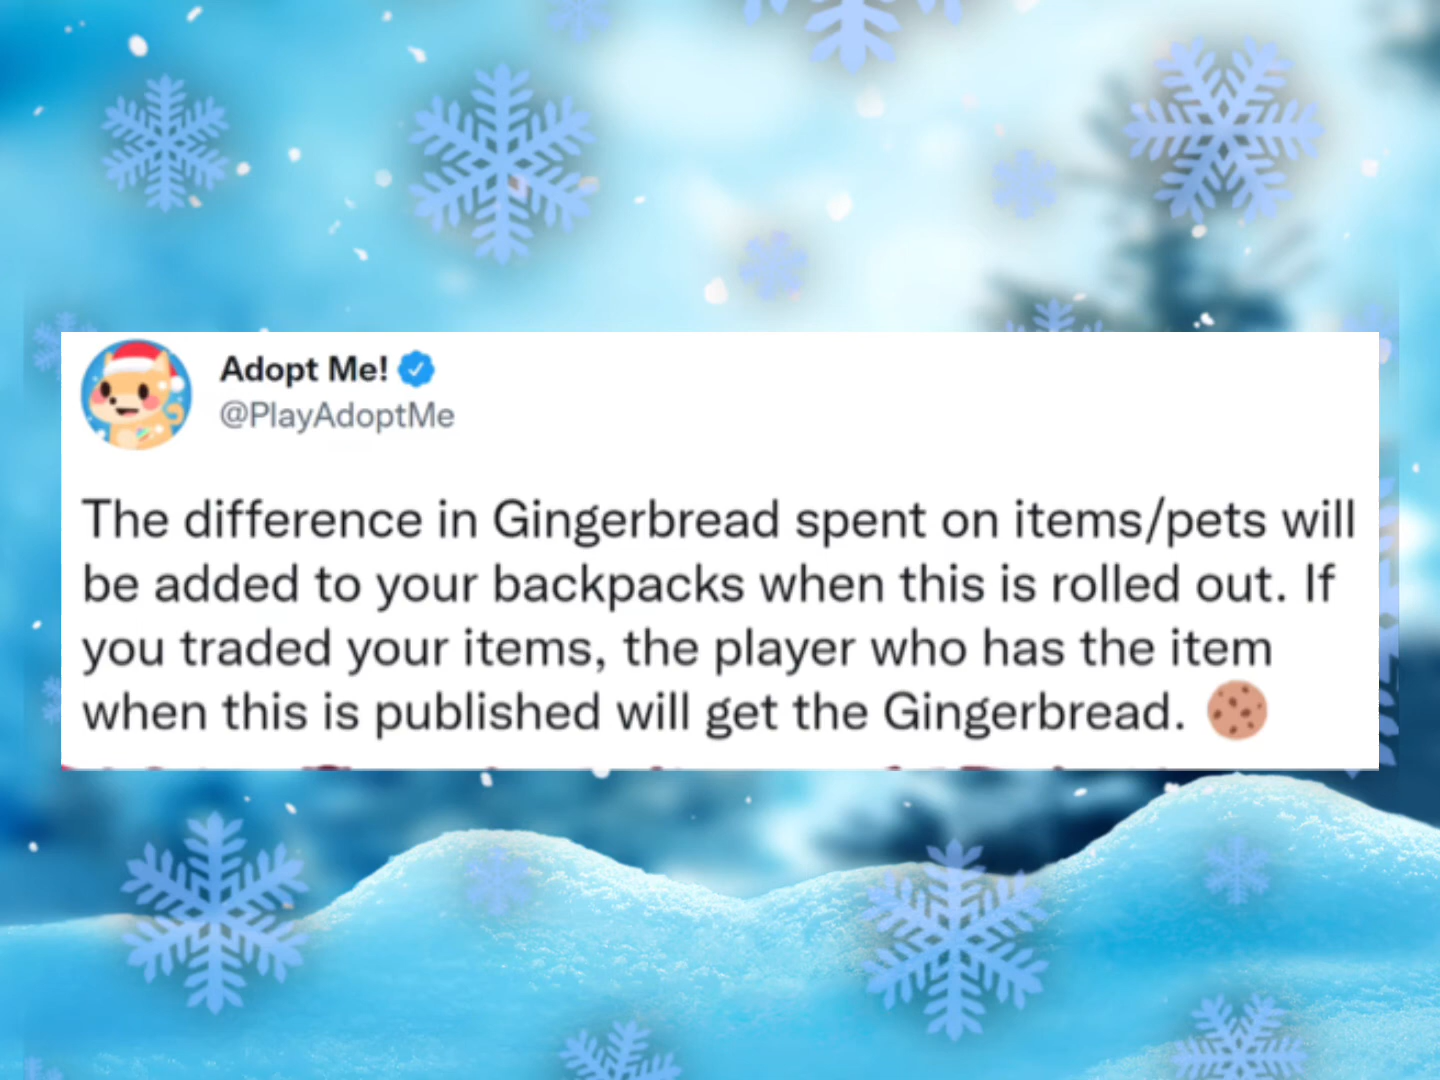 Adopt Me!
@PlayAdoptMe
The difference in Gingerbread spent on items/pets will
be added to your backpacks when this is rolled out. If
you traded your items, the player who has the item
when this is published will get the Gingerbread. 🍪